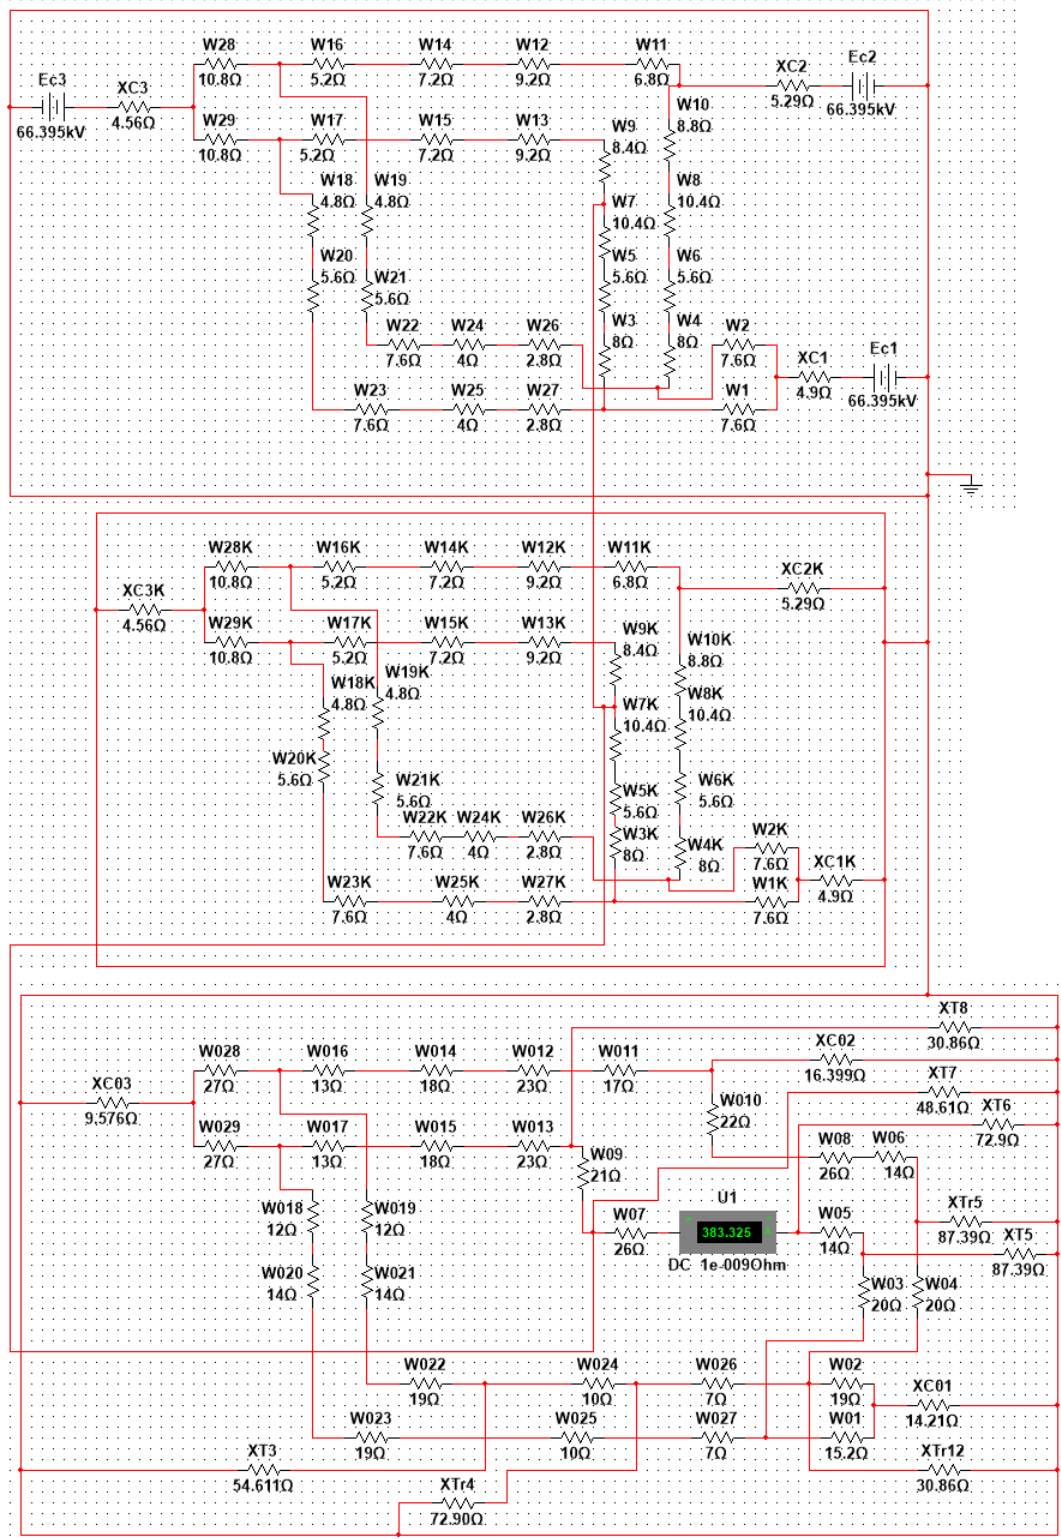 W28 W16 W14 W12 W11
10.8Ω 5.2Ω 7.2Ω 9.2Ω 6.8Ω
Ec3 XC3 XC2 Ec2
66.395kV 4.56Ω 5.29Ω 66.395kV
W29 W17 W15 W13 W9 W10
10.8Ω 5.2Ω 7.2Ω 9.2Ω 8.4Ω 8.8Ω
W18 W19 W7 W8
4.8Ω 4.8Ω 10.4Ω 10.4Ω
W20 W21 W5 W6
5.6Ω 5.6Ω 5.6Ω 5.6Ω
W22 W24 W26 W3 W4 W2
7.6Ω 4Ω 2.8Ω 8Ω 8Ω 7.6Ω
XC1 Ec1
4.9Ω 66.395kV
W23 W25 W27 W1
7.6Ω 4Ω 2.8Ω 7.6Ω
W28K W16K W14K W12K W11K
10.8Ω 5.2Ω 7.2Ω 9.2Ω 6.8Ω
XC3K XC2K
4.56Ω 5.29Ω
W29K W17K W15K W13K W9K W10K
10.8Ω 5.2Ω 7.2Ω 9.2Ω 8.4Ω 8.8Ω
W18K W19K W7K W8K
4.8Ω 4.8Ω 10.4Ω 10.4Ω
W20K W21K W5K W6K
5.6Ω 5.6Ω 5.6Ω 5.6Ω
W22K W24K W26K W3K W4K W2K
7.6Ω 4Ω 2.8Ω 8Ω 8Ω 7.6Ω
XC1K
4.9Ω
W23K W25K W27K W1K
7.6Ω 4Ω 2.8Ω 7.6Ω
XT8
30.86Ω
W028 W016 W014 W012 W011 XC02
27Ω 13Ω 18Ω 23Ω 17Ω 16.399Ω
XC03 XT7
9.576Ω 48.61Ω
W010 XT6
22Ω 72.9Ω
W029 W017 W015 W013 W09 W08 W06
27Ω 13Ω 18Ω 23Ω 21Ω 26Ω 14Ω
W018 W019 W07 U1 W05 XTr5
12Ω 12Ω 26Ω 383.325 14Ω 87.39Ω
DC 1e-009Ohm
XT5
87.39Ω
W020 W021 W03 W04
14Ω 14Ω 20Ω 20Ω
W022 W024 W026 W02
19Ω 10Ω 7Ω 19Ω
XC01
14.21Ω
W023 W025 W027 W01
19Ω 10Ω 7Ω 15.2Ω
XT3 XTr12
54.611Ω 30.86Ω
XTr4
72.90Ω